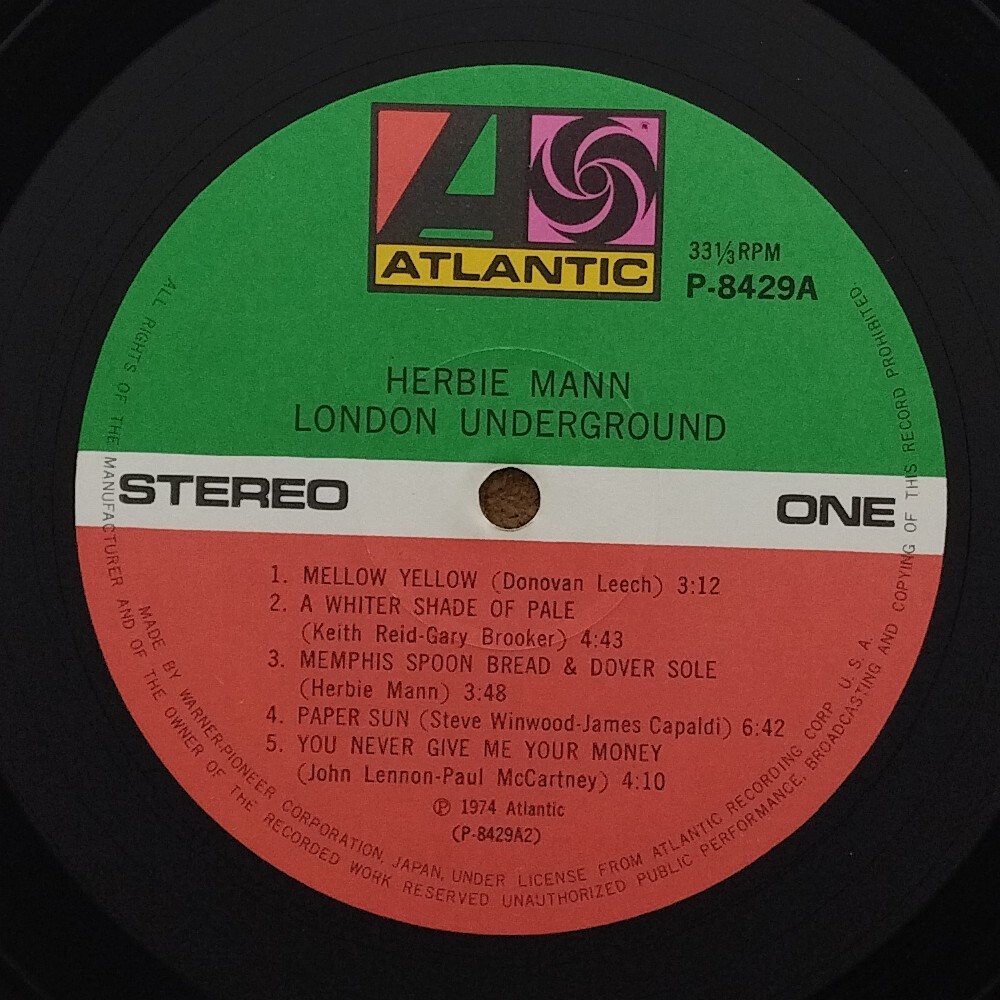 ATLANTIC
33⅓ RPM
P-8429A
HERBIE MANN
LONDON UNDERGROUND
STEREO
ONE
1. MELLOW YELLOW (Donovan Leech) 3:12
2. A WHITER SHADE OF PALE
(Keith Reid-Gary Brooker) 4:43
3. MEMPHIS SPOON BREAD & DOVER SOLE
(Herbie Mann) 3:48
4. PAPER SUN (Steve Winwood-James Capaldi) 6:42
5. YOU NEVER GIVE ME YOUR MONEY
(John Lennon-Paul McCartney) 4:10
℗ 1974 Atlantic
(P-8429A2)
MADE BY WARNER-PIONEER CORPORATION, JAPAN, UNDER LICENSE FROM ATLANTIC RECORDING CORP. U. S. A.
ALL RIGHTS OF THE MANUFACTURER AND OF THE OWNER OF THE RECORDED WORK RESERVED UNAUTHORIZED PUBLIC PERFORMANCE, BROADCASTING AND COPYING OF THIS RECORD PROHIBITED